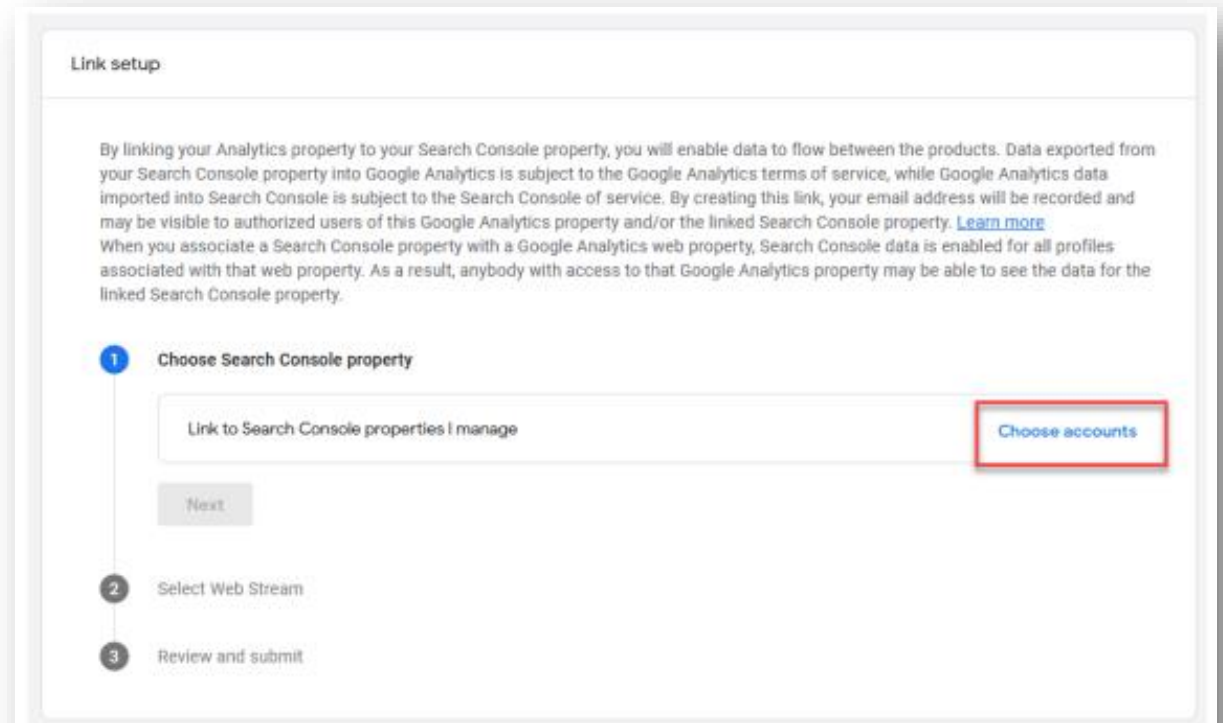 Link setup
By linking your Analytics property to your Search Console property, you will enable data to flow between the products. Data exported from
your Search Console property into Google Analytics is subject to the Google Analytics terms of service, while Google Analytics data
imported into Search Console is subject to the Search Console of service. By creating this link, your email address will be recorded and
may be visible to authorized users of this Google Analytics property and/or the linked Search Console property. Learn more
When you associate a Search Console property with a Google Analytics web property, Search Console data is enabled for all profiles
associated with that web property. As a result, anybody with access to that Google Analytics property may be able to see the data for the
linked Search Console property.
1 Choose Search Console property
Link to Search Console properties I manage Choose accounts
Next
2 Select Web Stream
3 Review and submit